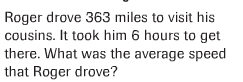 Roger drove 363 miles to visit his
cousins. It took him 6 hours to get
there. What was the average speed
that Roger drove?